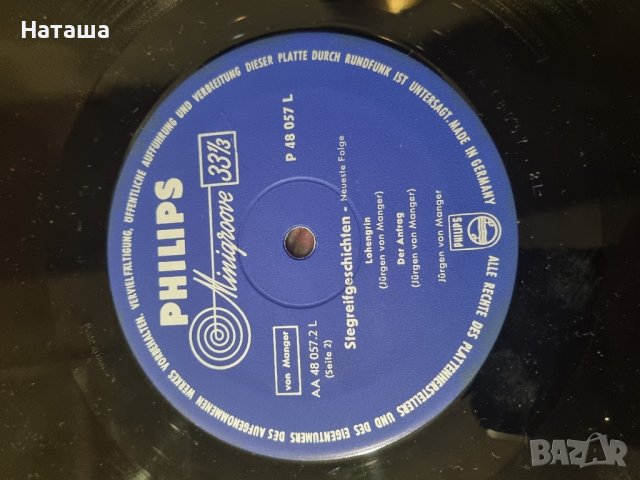 Наташа
ALLE RECHTE DES PLATTENHERSTELLERS UND DES EIGENTÜMERS DES AUFGENOMMENEN WERKES VORBEHALTEN. VERVIELFÄLTIGUNG, ÖFFENTLICHE AUFFÜHRUNG UND VERBREITUNG DIESER PLATTE DURCH RUNDFUNK IST UNTERSAGT. MADE IN GERMANY
PHILIPS
Minigroove 33⅓
von Manger
AA 48 057.2 L
(Seite 2)
P 48 057 L
Stegreifgeschichten - Neueste Folge
Lohengrin
(Jürgen von Manger)
Der Antrag
(Jürgen von Manger)
Jürgen von Manger
PHILIPS
BAZAR